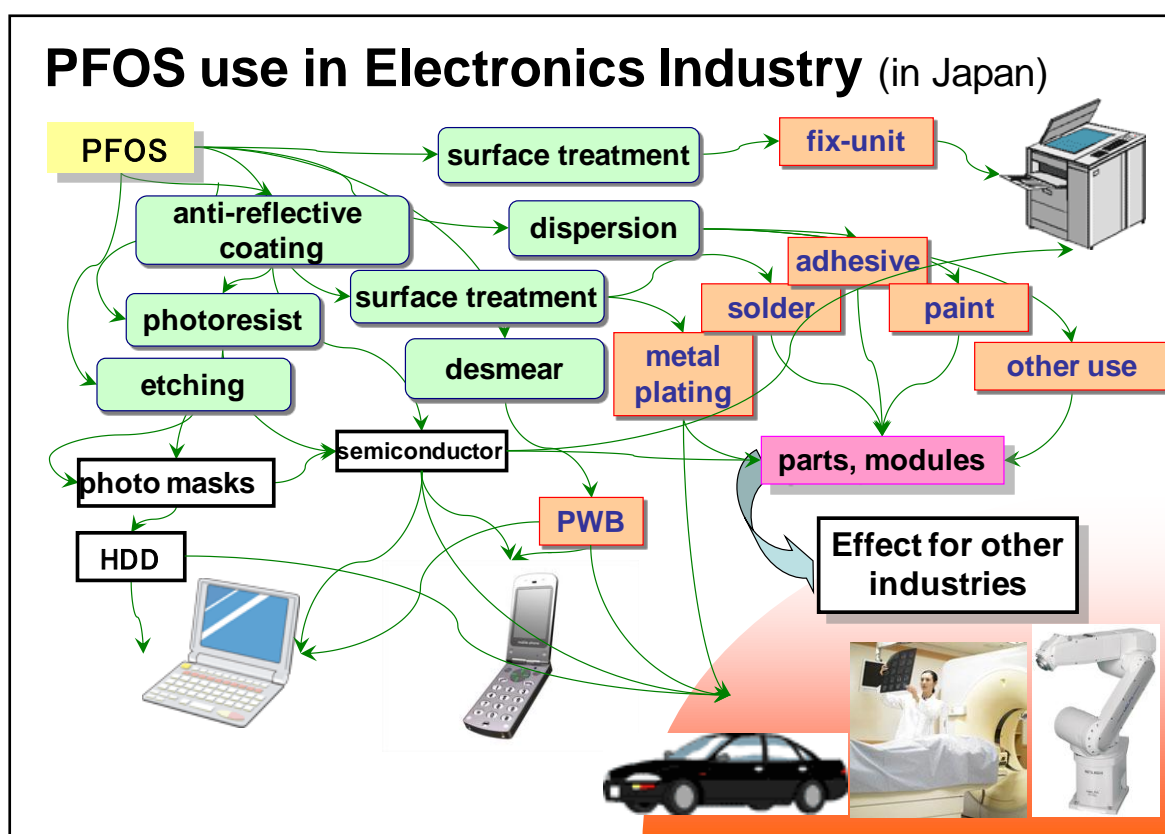 PFOS use in Electronics Industry (in Japan)
PFOS
surface treatment
fix-unit
anti-reflective
coating
dispersion
adhesive
surface treatment
solder
paint
photoresist
metal
plating
desmear
other use
etching
semiconductor
parts, modules
photo masks
PWB
HDD
Effect for other
industries